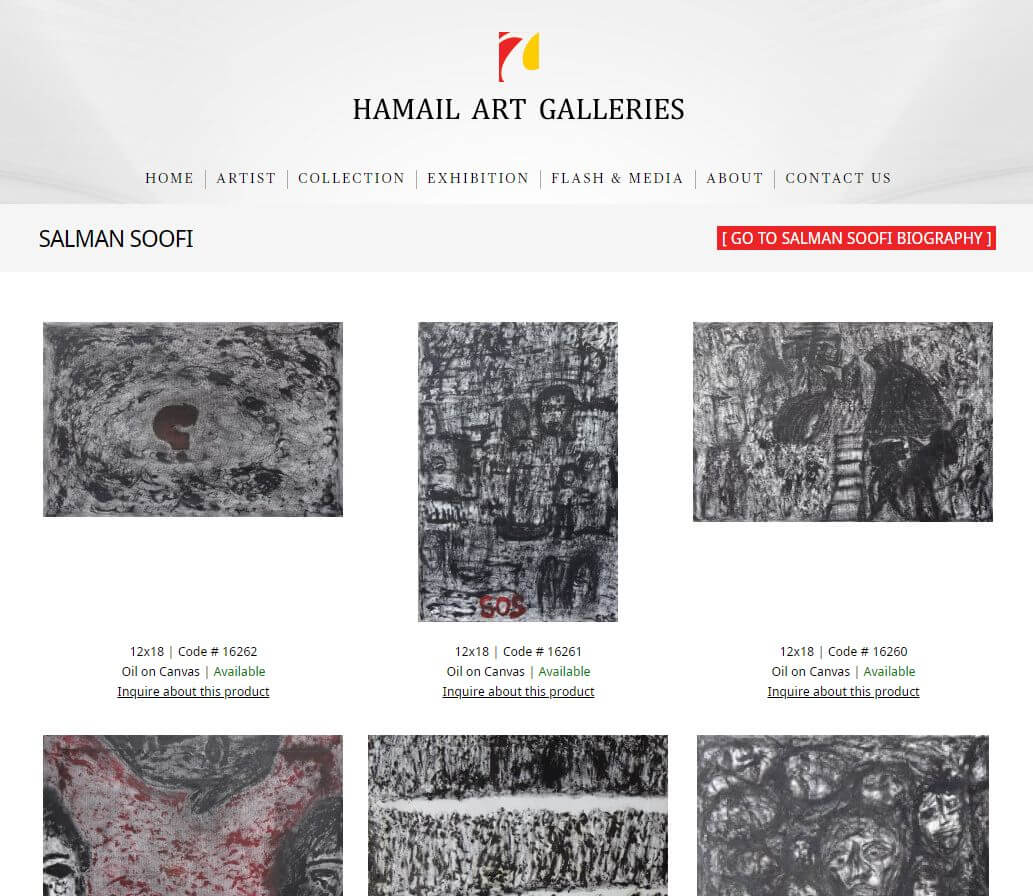 HAMAIL ART GALLERIES
HOME | ARTIST | COLLECTION | EXHIBITION | FLASH & MEDIA | ABOUT | CONTACT US
SALMAN SOOFI
[ GO TO SALMAN SOOFI BIOGRAPHY ]
SOS
SKS
12x18 | Code # 16262
Oil on Canvas | Available
Inquire about this product
12x18 | Code # 16261
Oil on Canvas | Available
Inquire about this product
12x18 | Code # 16260
Oil on Canvas | Available
Inquire about this product